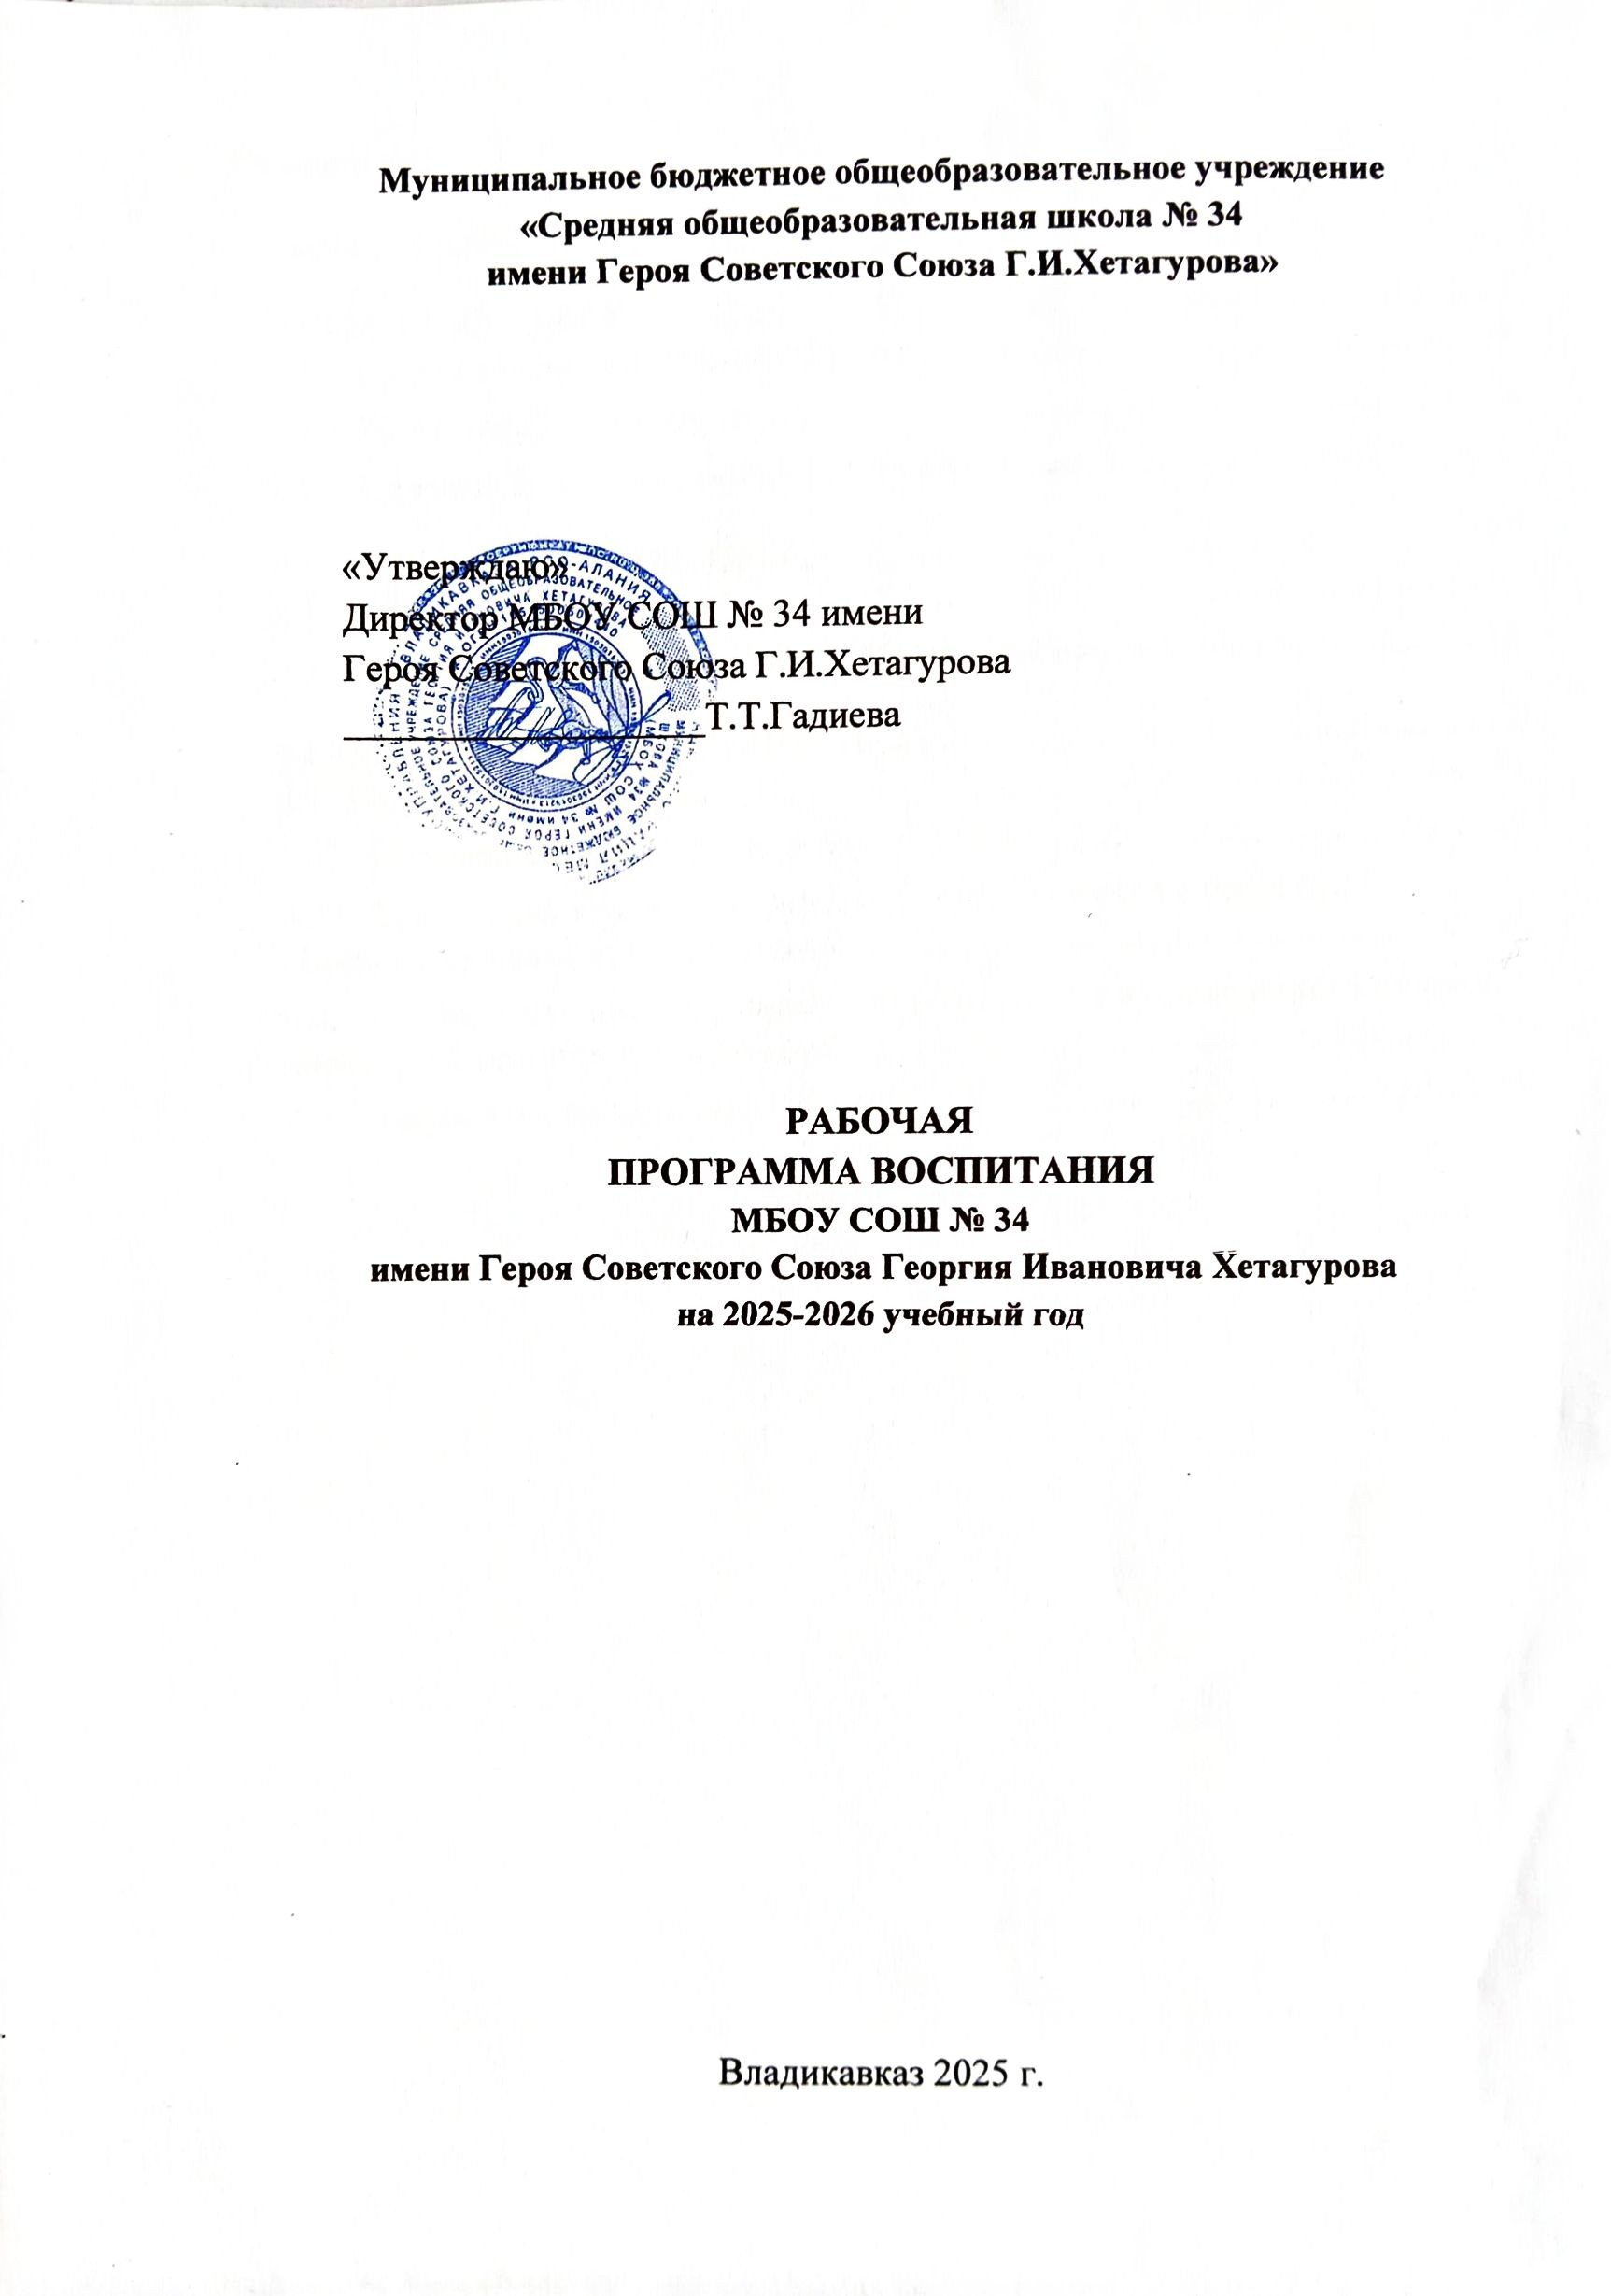 Муниципальное бюджетное общеобразовательное учреждение
«Средняя общеобразовательная школа № 34
имени Героя Советского Союза Г.И.Хетагурова»
«Утверждаю»
Директор МБОУ СОШ № 34 имени
Героя Советского Союза Г.И.Хетагурова
Т.Т.Гадиева
РАБОЧАЯ
ПРОГРАММА ВОСПИТАНИЯ
МБОУ СОШ № 34
имени Героя Советского Союза Георгия Ивановича Хетагурова
на 2025-2026 учебный год
Владикавказ 2025 г.